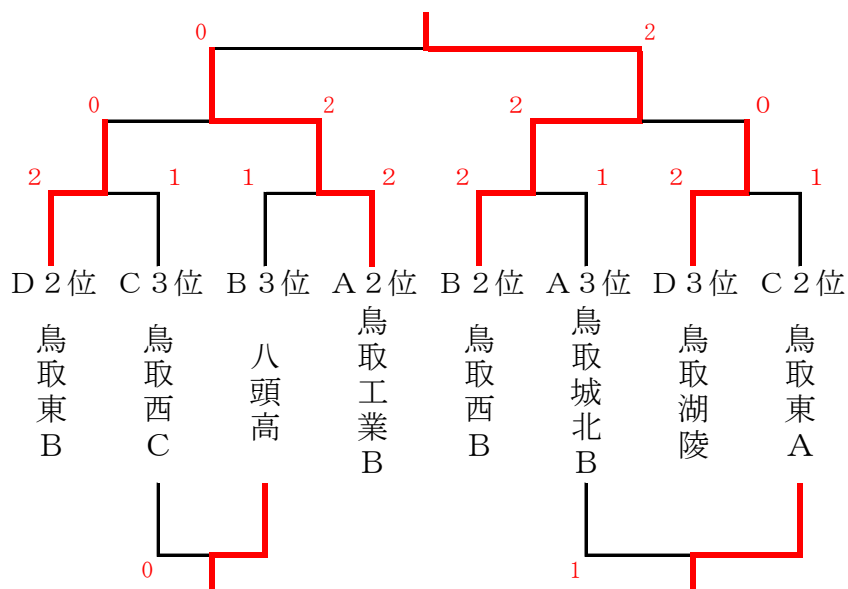 0 2
0 2 2 0
2 1 1 2 2 1 2 1
D2位 C3位 B3位 A2位 B2位 A3位 D3位 C2位
鳥取東B
鳥取西C
八頭高
鳥取工業B
鳥取西B
鳥取城北B
鳥取湖陵
鳥取東A
0 1